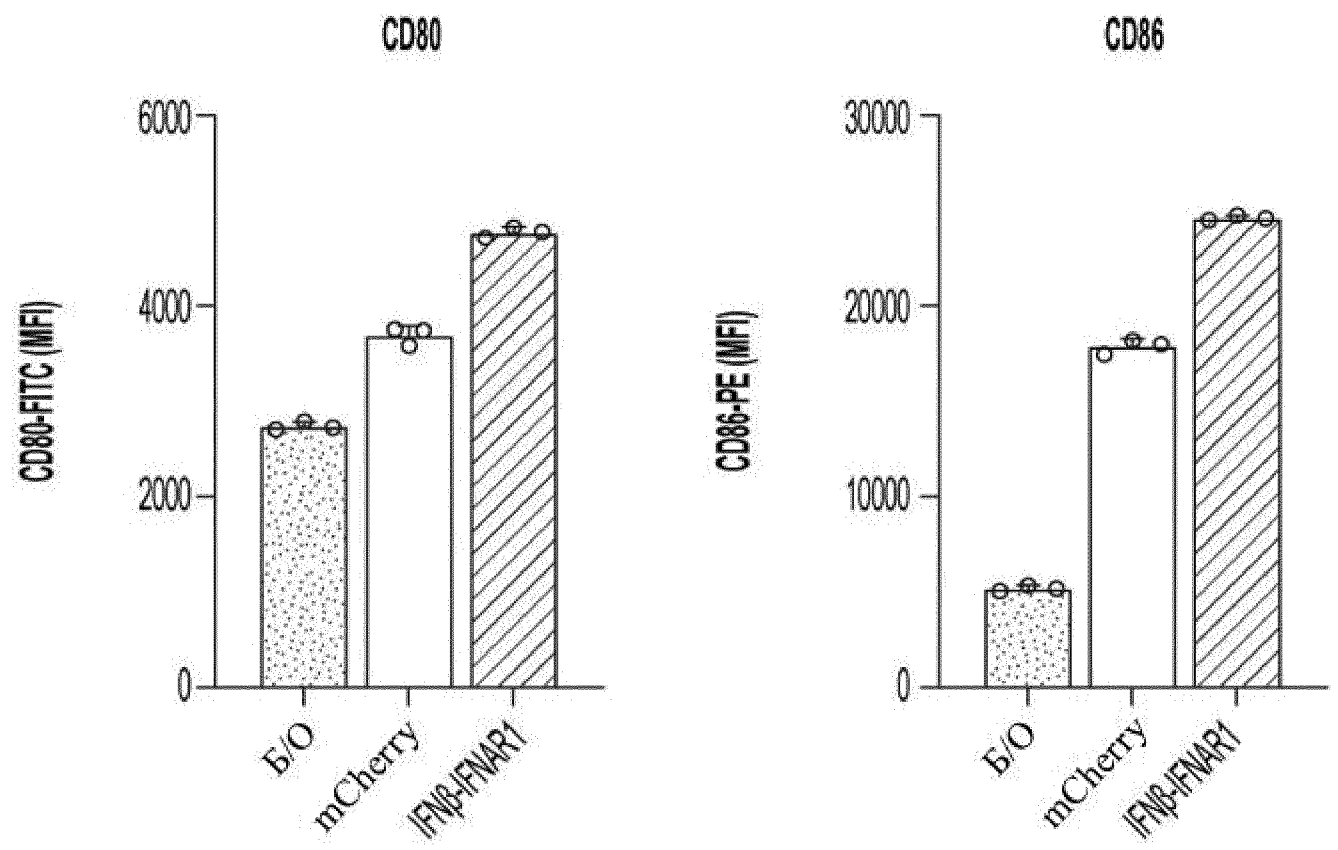 CD80
CD80-FITC (MFI)
6000
4000
2000
0
Б/О
mCherry
IFNβ-IFNAR1
CD86
CD86-PE (MFI)
30000
20000
10000
0
Б/О
mCherry
IFNβ-IFNAR1